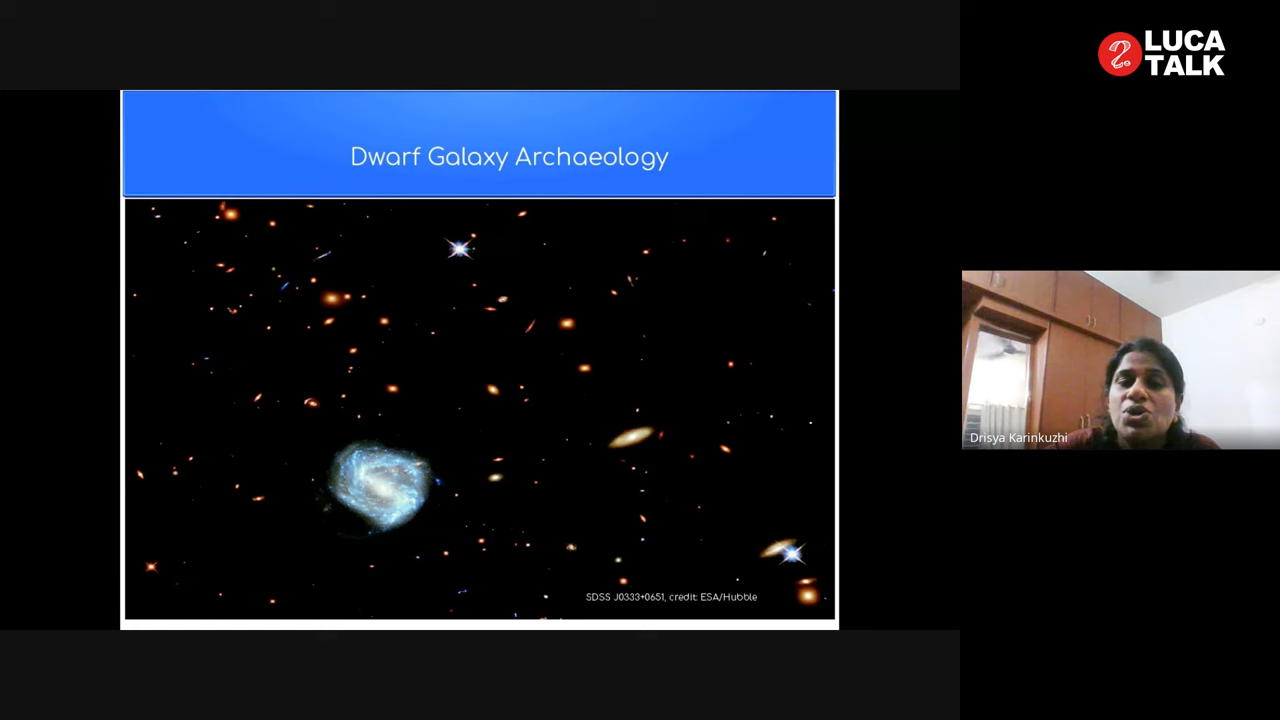 LUCA
TALK
Dwarf Galaxy Archaeology
Drisya Karinkuzhi
SDSS J0333+0651, credit: ESA/Hubble